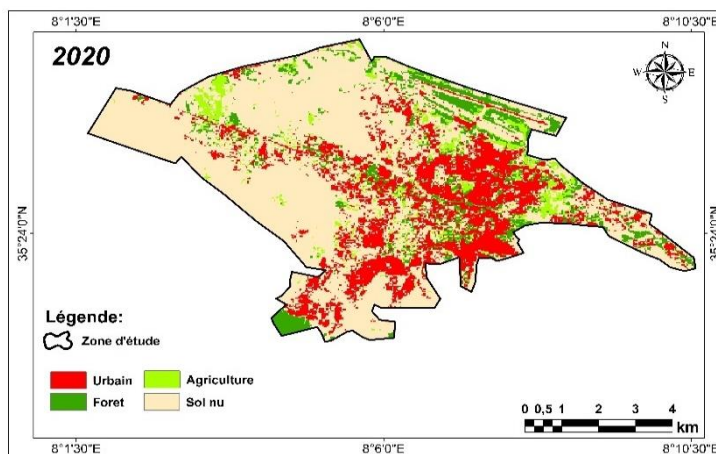 8°1'30"E 8°6'0"E 8°10'30"E
2020
N
W E
S
35°24'0"N 35°24'0"N
Légende:
Zone d'étude
Urbain Agriculture
Foret Sol nu
0 0,5 1 2 3 4
km
8°1'30"E 8°6'0"E 8°10'30"E